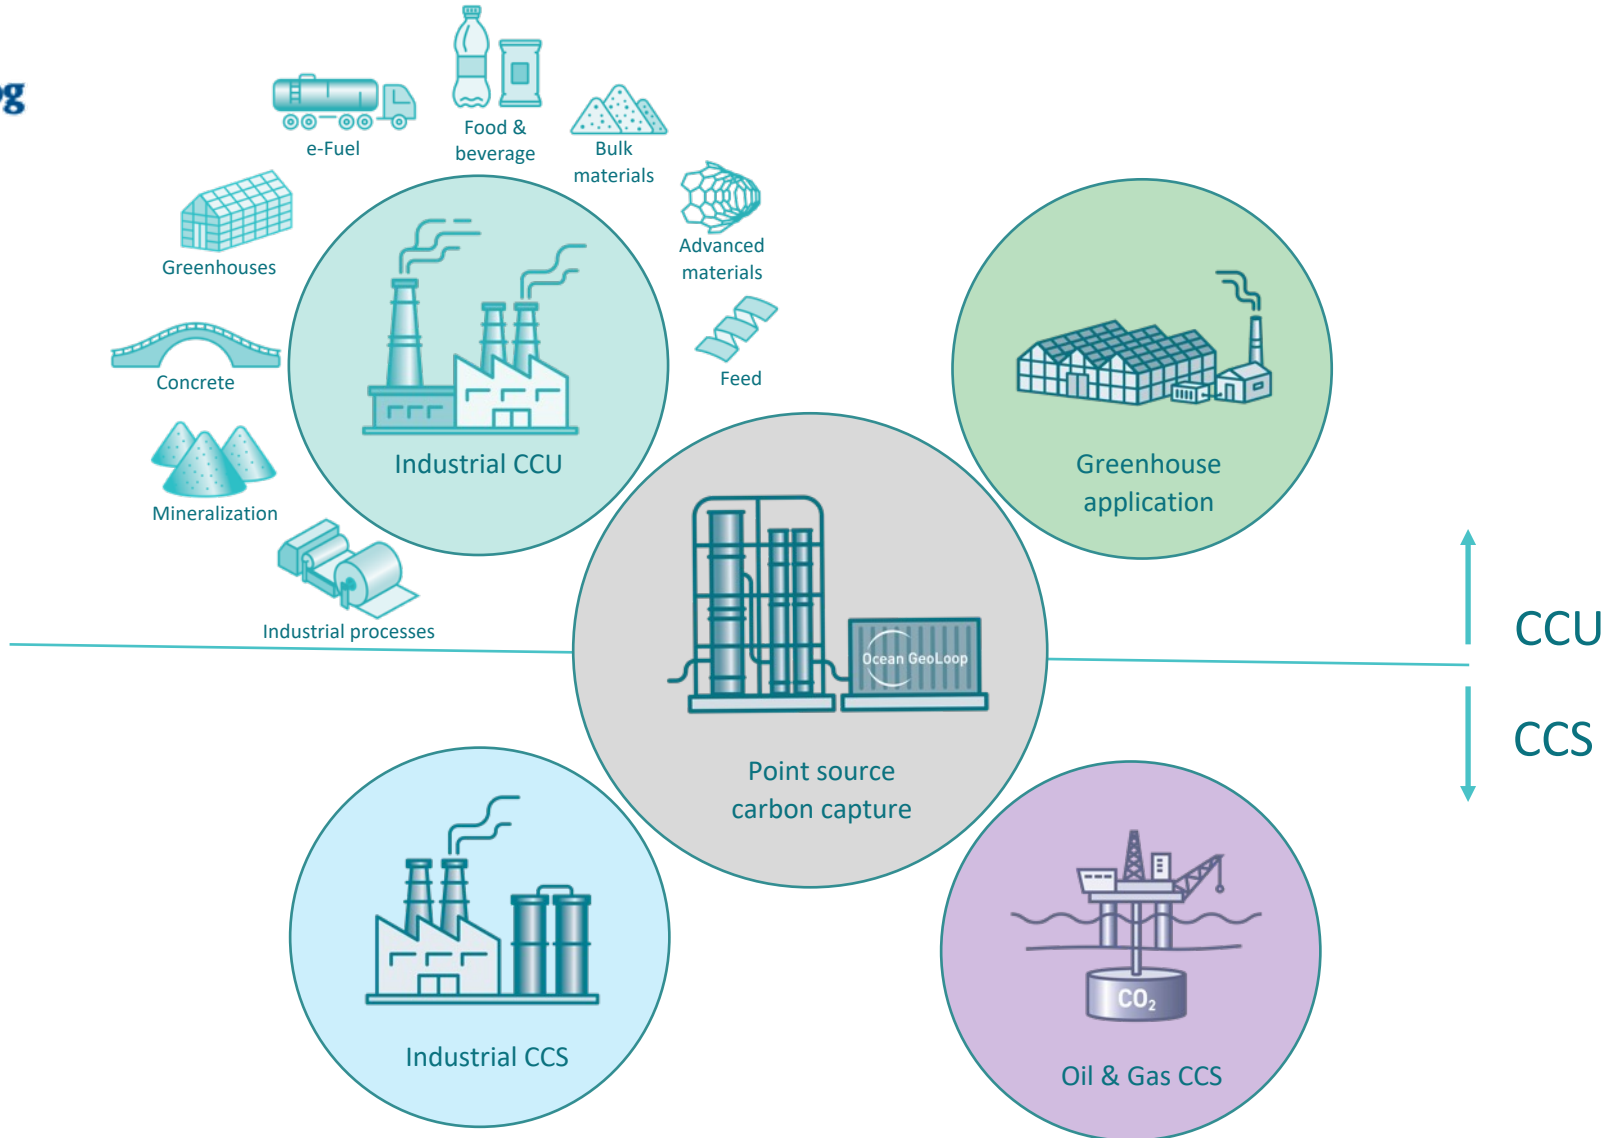 e-Fuel
Food &
beverage
Bulk
materials
Greenhouses
Advanced
materials
Concrete
Feed
Mineralization
Industrial processes
Industrial CCU
Greenhouse
application
Ocean GeoLoop
Point source
carbon capture
CCU
CCS
Industrial CCS
CO₂
Oil & Gas CCS